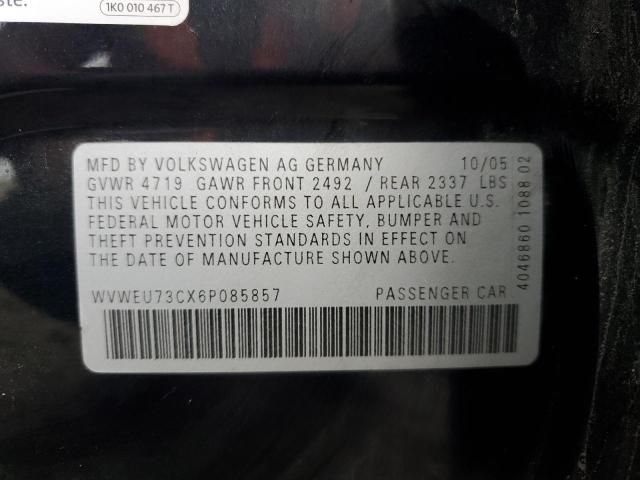 1K0 010 467 T
MFD BY VOLKSWAGEN AG GERMANY 10/05
GVWR 4719 GAWR FRONT 2492 / REAR 2337 LBS
THIS VEHICLE CONFORMS TO ALL APPLICABLE U.S.
FEDERAL MOTOR VEHICLE SAFETY, BUMPER AND
THEFT PREVENTION STANDARDS IN EFFECT ON
THE DATE OF MANUFACTURE SHOWN ABOVE.
WVWEU73CX6P085857 PASSENGER CAR
4046860 1088 02